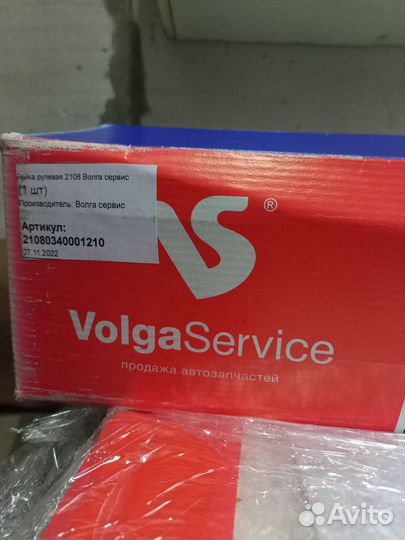 Рейка рулевая 2108 Волга сервис
(1 шт)
Производитель: Волга сервис
Артикул:
21080340001210
07.11.2022
VS®
VolgaService
продажа автозапчастей
Avito